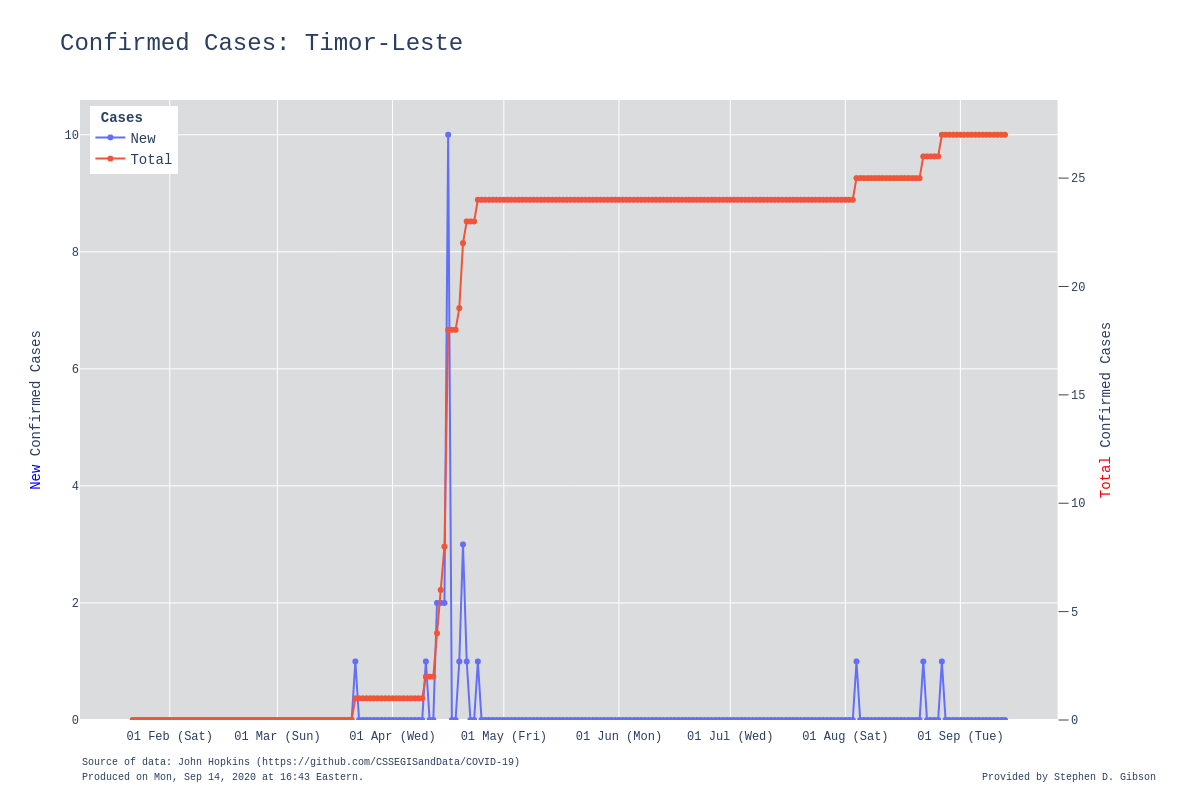 Confirmed Cases: Timor-Leste
Cases
New
Total
10
8
6
4
2
0
25
20
15
10
5
0
New Confirmed Cases
Total Confirmed Cases
01 Feb (Sat)
01 Mar (Sun)
01 Apr (Wed)
01 May (Fri)
01 Jun (Mon)
01 Jul (Wed)
01 Aug (Sat)
01 Sep (Tue)
Source of data: John Hopkins (https://github.com/CSSEGISandData/COVID-19)
Produced on Mon, Sep 14, 2020 at 16:43 Eastern.
Provided by Stephen D. Gibson